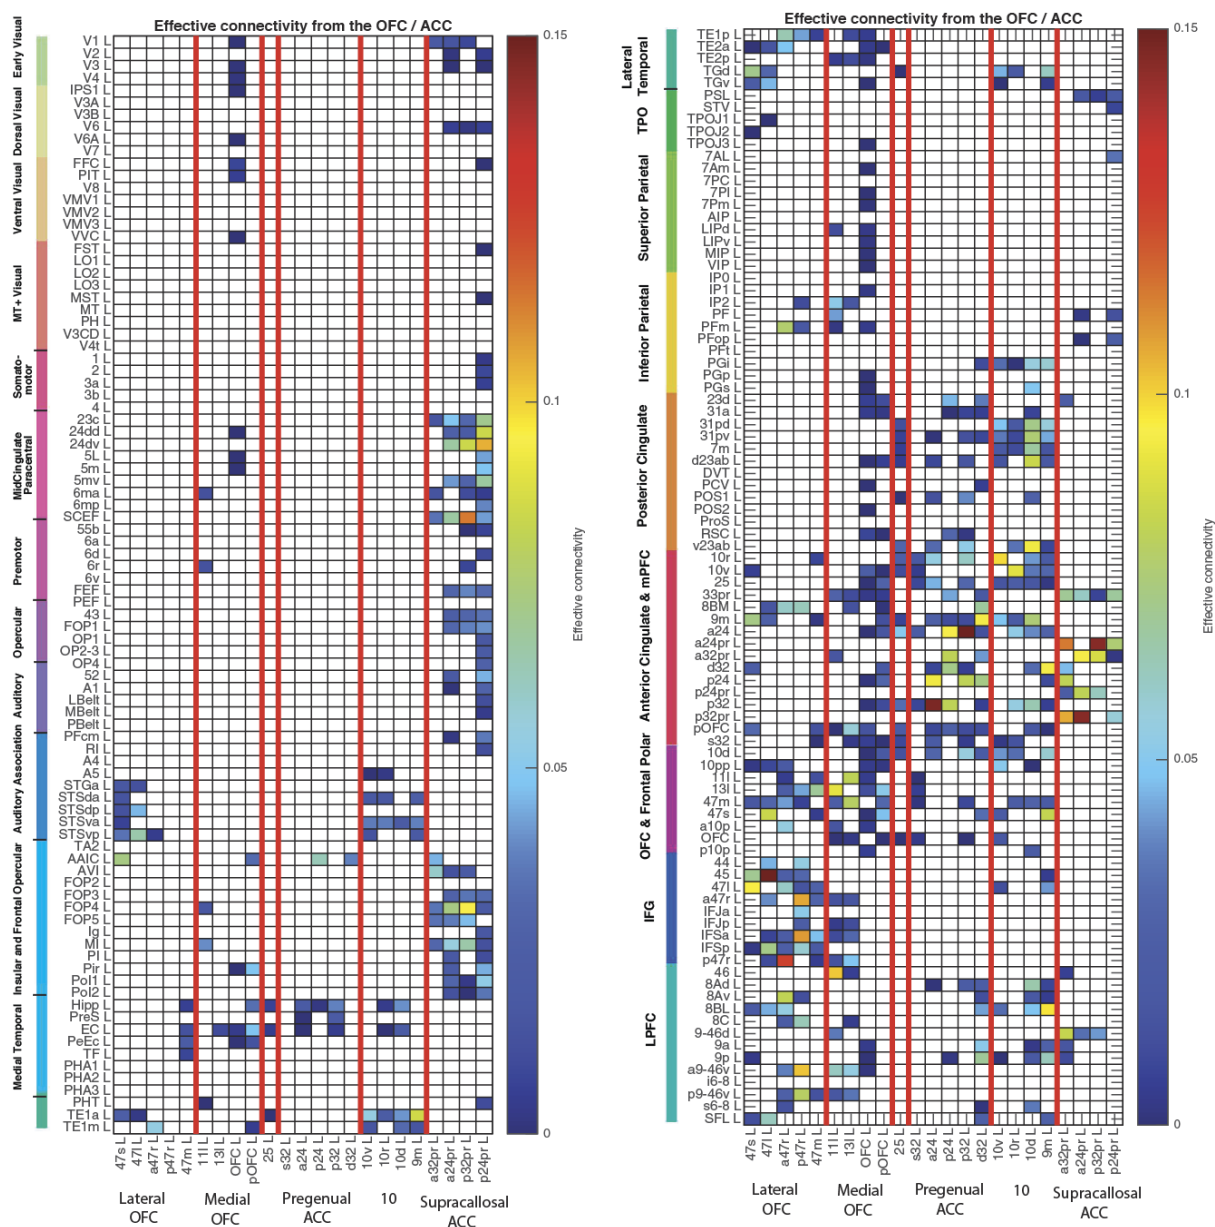 Effective connectivity from the OFC / ACC
Early Visual
Dorsal Visual
Ventral Visual
MT+ Visual
Somato-
motor
MidCingulate
Paracentral
Premotor
Opercular
Auditory
Auditory Association
Insular and Frontal Opercular
Medial Temporal
V1 L
V2 L
V3 L
V4 L
IPS1 L
V3A L
V3B L
V6 L
V6A L
V7 L
FFC L
PIT L
V8 L
VMV1 L
VMV2 L
VMV3 L
VVC L
FST L
LO1 L
LO2 L
LO3 L
MST L
MT L
PH L
V3CD L
V4t L
1 L
2 L
3a L
3b L
4 L
23c L
24dd L
24dv L
5L L
5m L
5mv L
6ma L
6mp L
SCEF L
55b L
6a L
6d L
6r L
6v L
FEF L
PEF L
43 L
FOP1 L
OP1 L
OP2-3 L
OP4 L
52 L
A1 L
LBelt L
MBelt L
PBelt L
PFcm L
RI L
A4 L
A5 L
STGa L
STSda L
STSdp L
STSva L
STSvp L
TA2 L
AAIC L
AVI L
FOP2 L
FOP3 L
FOP4 L
FOP5 L
Ig L
MI L
PI L
Pir L
PoI1 L
PoI2 L
Hipp L
PreS L
EC L
PeEc L
TF L
PHA1 L
PHA2 L
PHA3 L
PHT L
TE1a L
TE1m L
47s L
47l L
a47r L
p47r L
47m L
11l L
13l L
OFC L
pOFC L
25 L
s32 L
a24 L
p24 L
p32 L
d32 L
10v L
10r L
10d L
9m L
a32pr L
a24pr L
p32pr L
p24pr L
Lateral
OFC
Medial
OFC
Pregenual
ACC
10
Supracallosal
ACC
0.15
0.1
0.05
0
Effective connectivity
Effective connectivity from the OFC / ACC
Lateral
Temporal
TPO
Superior Parietal
Inferior Parietal
Posterior Cingulate
Anterior Cingulate & mPFC
OFC & Frontal Polar
IFG
LPFC
TE1p L
TE2a L
TE2p L
TGd L
TGv L
PSL L
STV L
TPOJ1 L
TPOJ2 L
TPOJ3 L
7AL L
7Am L
7PC L
7Pl L
7Pm L
AIP L
LIPd L
LIPv L
MIP L
VIP L
IP0 L
IP1 L
IP2 L
PF L
PFm L
PFop L
PFt L
PGi L
PGp L
PGs L
23d L
31a L
31pd L
31pv L
7m L
d23ab L
DVT L
PCV L
POS1 L
POS2 L
ProS L
RSC L
v23ab L
10r L
10v L
25 L
33pr L
8BM L
9m L
a24 L
a24pr L
a32pr L
d32 L
p24 L
p24pr L
p32 L
p32pr L
pOFC L
s32 L
10d L
10pp L
11l L
13l L
47m L
47s L
a10p L
OFC L
p10p L
44 L
45 L
47l L
a47r L
IFJa L
IFJp L
IFSa L
IFSp L
p47r L
46 L
8Ad L
8Av L
8BL L
8C L
9-46d L
9a L
9p L
a9-46v L
i6-8 L
p9-46v L
s6-8 L
SFL L
47s L
47l L
a47r L
p47r L
47m L
11l L
13l L
OFC L
pOFC L
25 L
s32 L
a24 L
p24 L
p32 L
d32 L
10v L
10r L
10d L
9m L
a32pr L
a24pr L
p32pr L
p24pr L
Lateral
OFC
Medial
OFC
Pregenual
ACC
10
Supracallosal
ACC
0.15
0.1
0.05
0
Effective connectivity